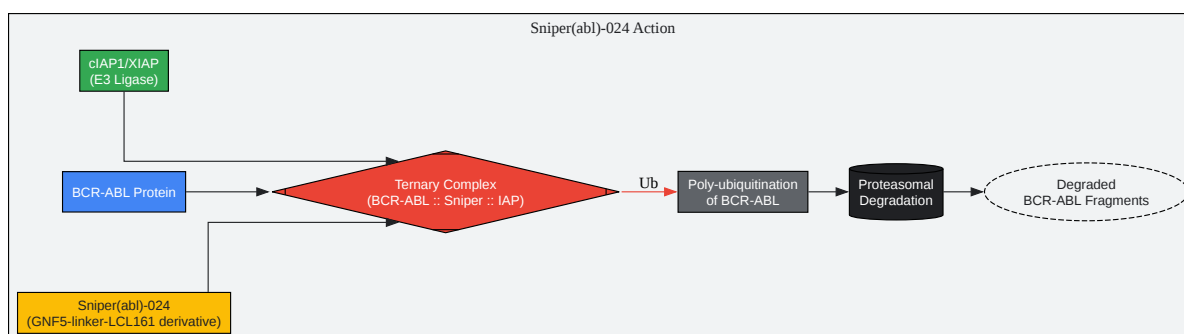 Sniper(abl)-024 Action
cIAP1/XIAP
(E3 Ligase)
BCR-ABL Protein
Sniper(abl)-024
(GNF5-linker-LCL161 derivative)
Ternary Complex
(BCR-ABL :: Sniper :: IAP)
Ub
Poly-ubiquitination
of BCR-ABL
Proteasomal
Degradation
Degraded
BCR-ABL Fragments